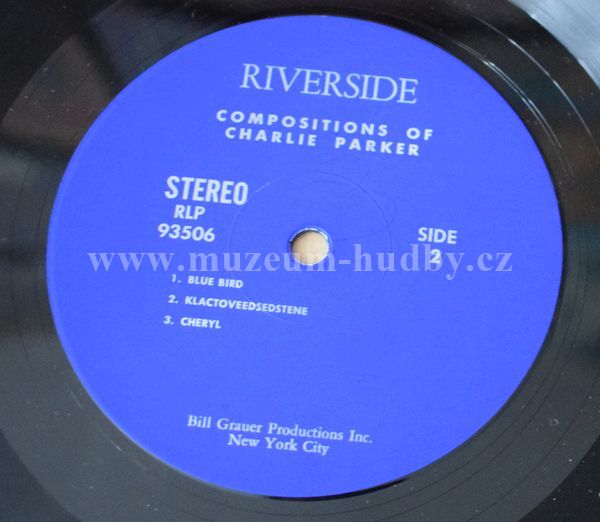 RIVERSIDE
COMPOSITIONS OF
CHARLIE PARKER
STEREO
RLP
93506
SIDE
2
www.muzeum-hudby.cz
1. BLUE BIRD
2. KLACTOVEEDSEDSTENE
3. CHERYL
Bill Grauer Productions Inc.
New York City